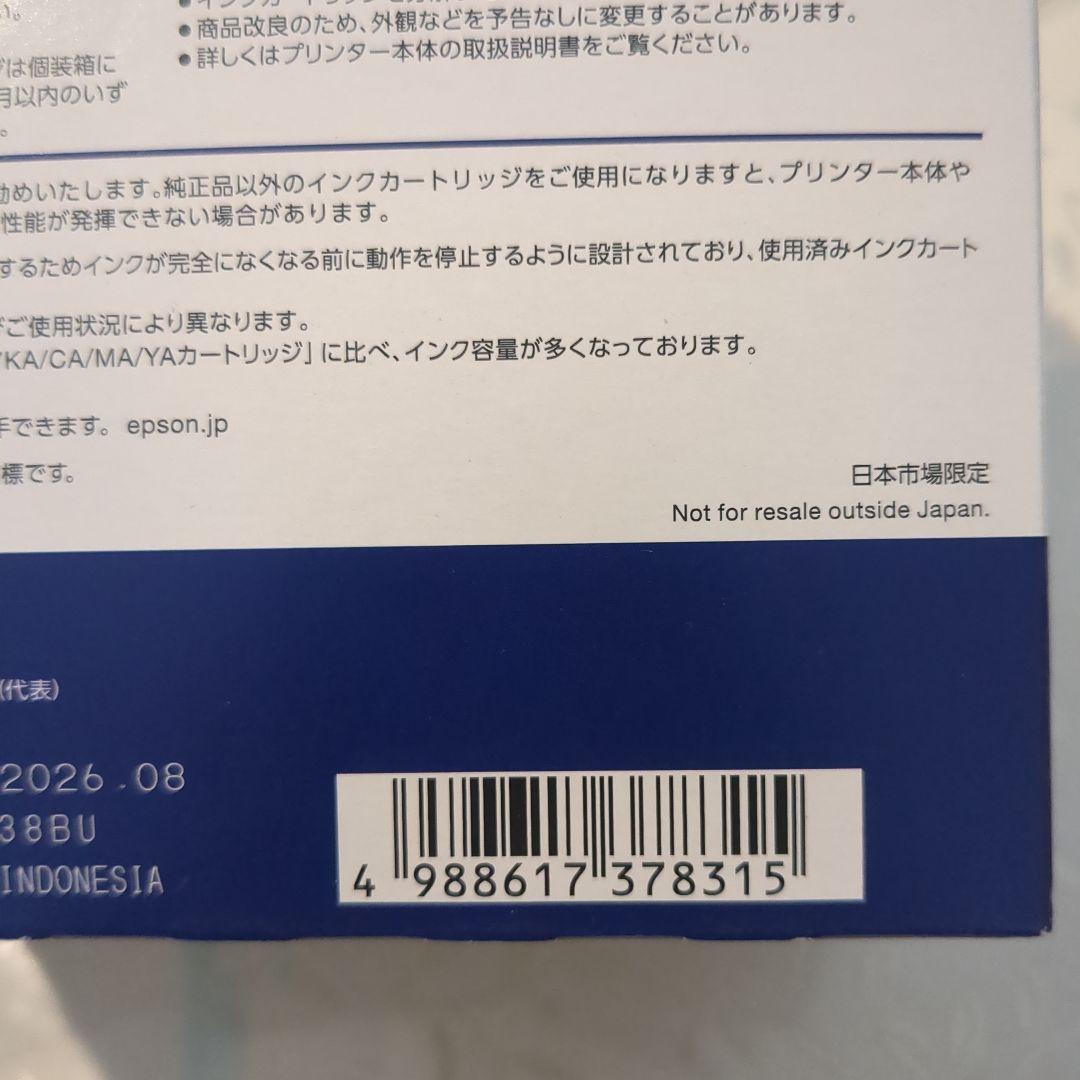 ● 商品改良のため、外観などを予告なしに変更することがあります。
● 詳しくはプリンター本体の取扱説明書をご覧ください。
は個装箱に
月以内のいず
。
勧めいたします。純正品以外のインクカートリッジをご使用になりますと、プリンター本体や
性能が発揮できない場合があります。
するためインクが完全になくなる前に動作を停止するように設計されており、使用済みインクカート
ご使用状況により異なります。
/KA/CA/MA/YAカートリッジ」に比べ、インク容量が多くなっております。
できます。 epson.jp
標です。
日本市場限定
Not for resale outside Japan.
(代表)
2026.08
38BU
INDONESIA
4 988617 378315